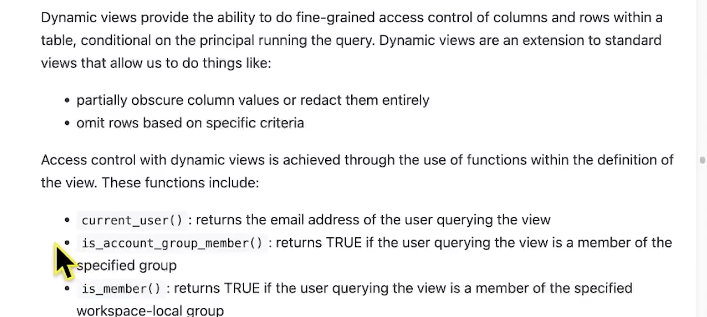 Dynamic views provide the ability to do fine-grained access control of columns and rows within a
table, conditional on the principal running the query. Dynamic views are an extension to standard
views that allow us to do things like:
• partially obscure column values or redact them entirely
• omit rows based on specific criteria
Access control with dynamic views is achieved through the use of functions within the definition of
the view. These functions include:
• current_user() : returns the email address of the user querying the view
• is_account_group_member() : returns TRUE if the user querying the view is a member of the
specified group
• is_member() : returns TRUE if the user querying the view is a member of the specified
workspace-local group